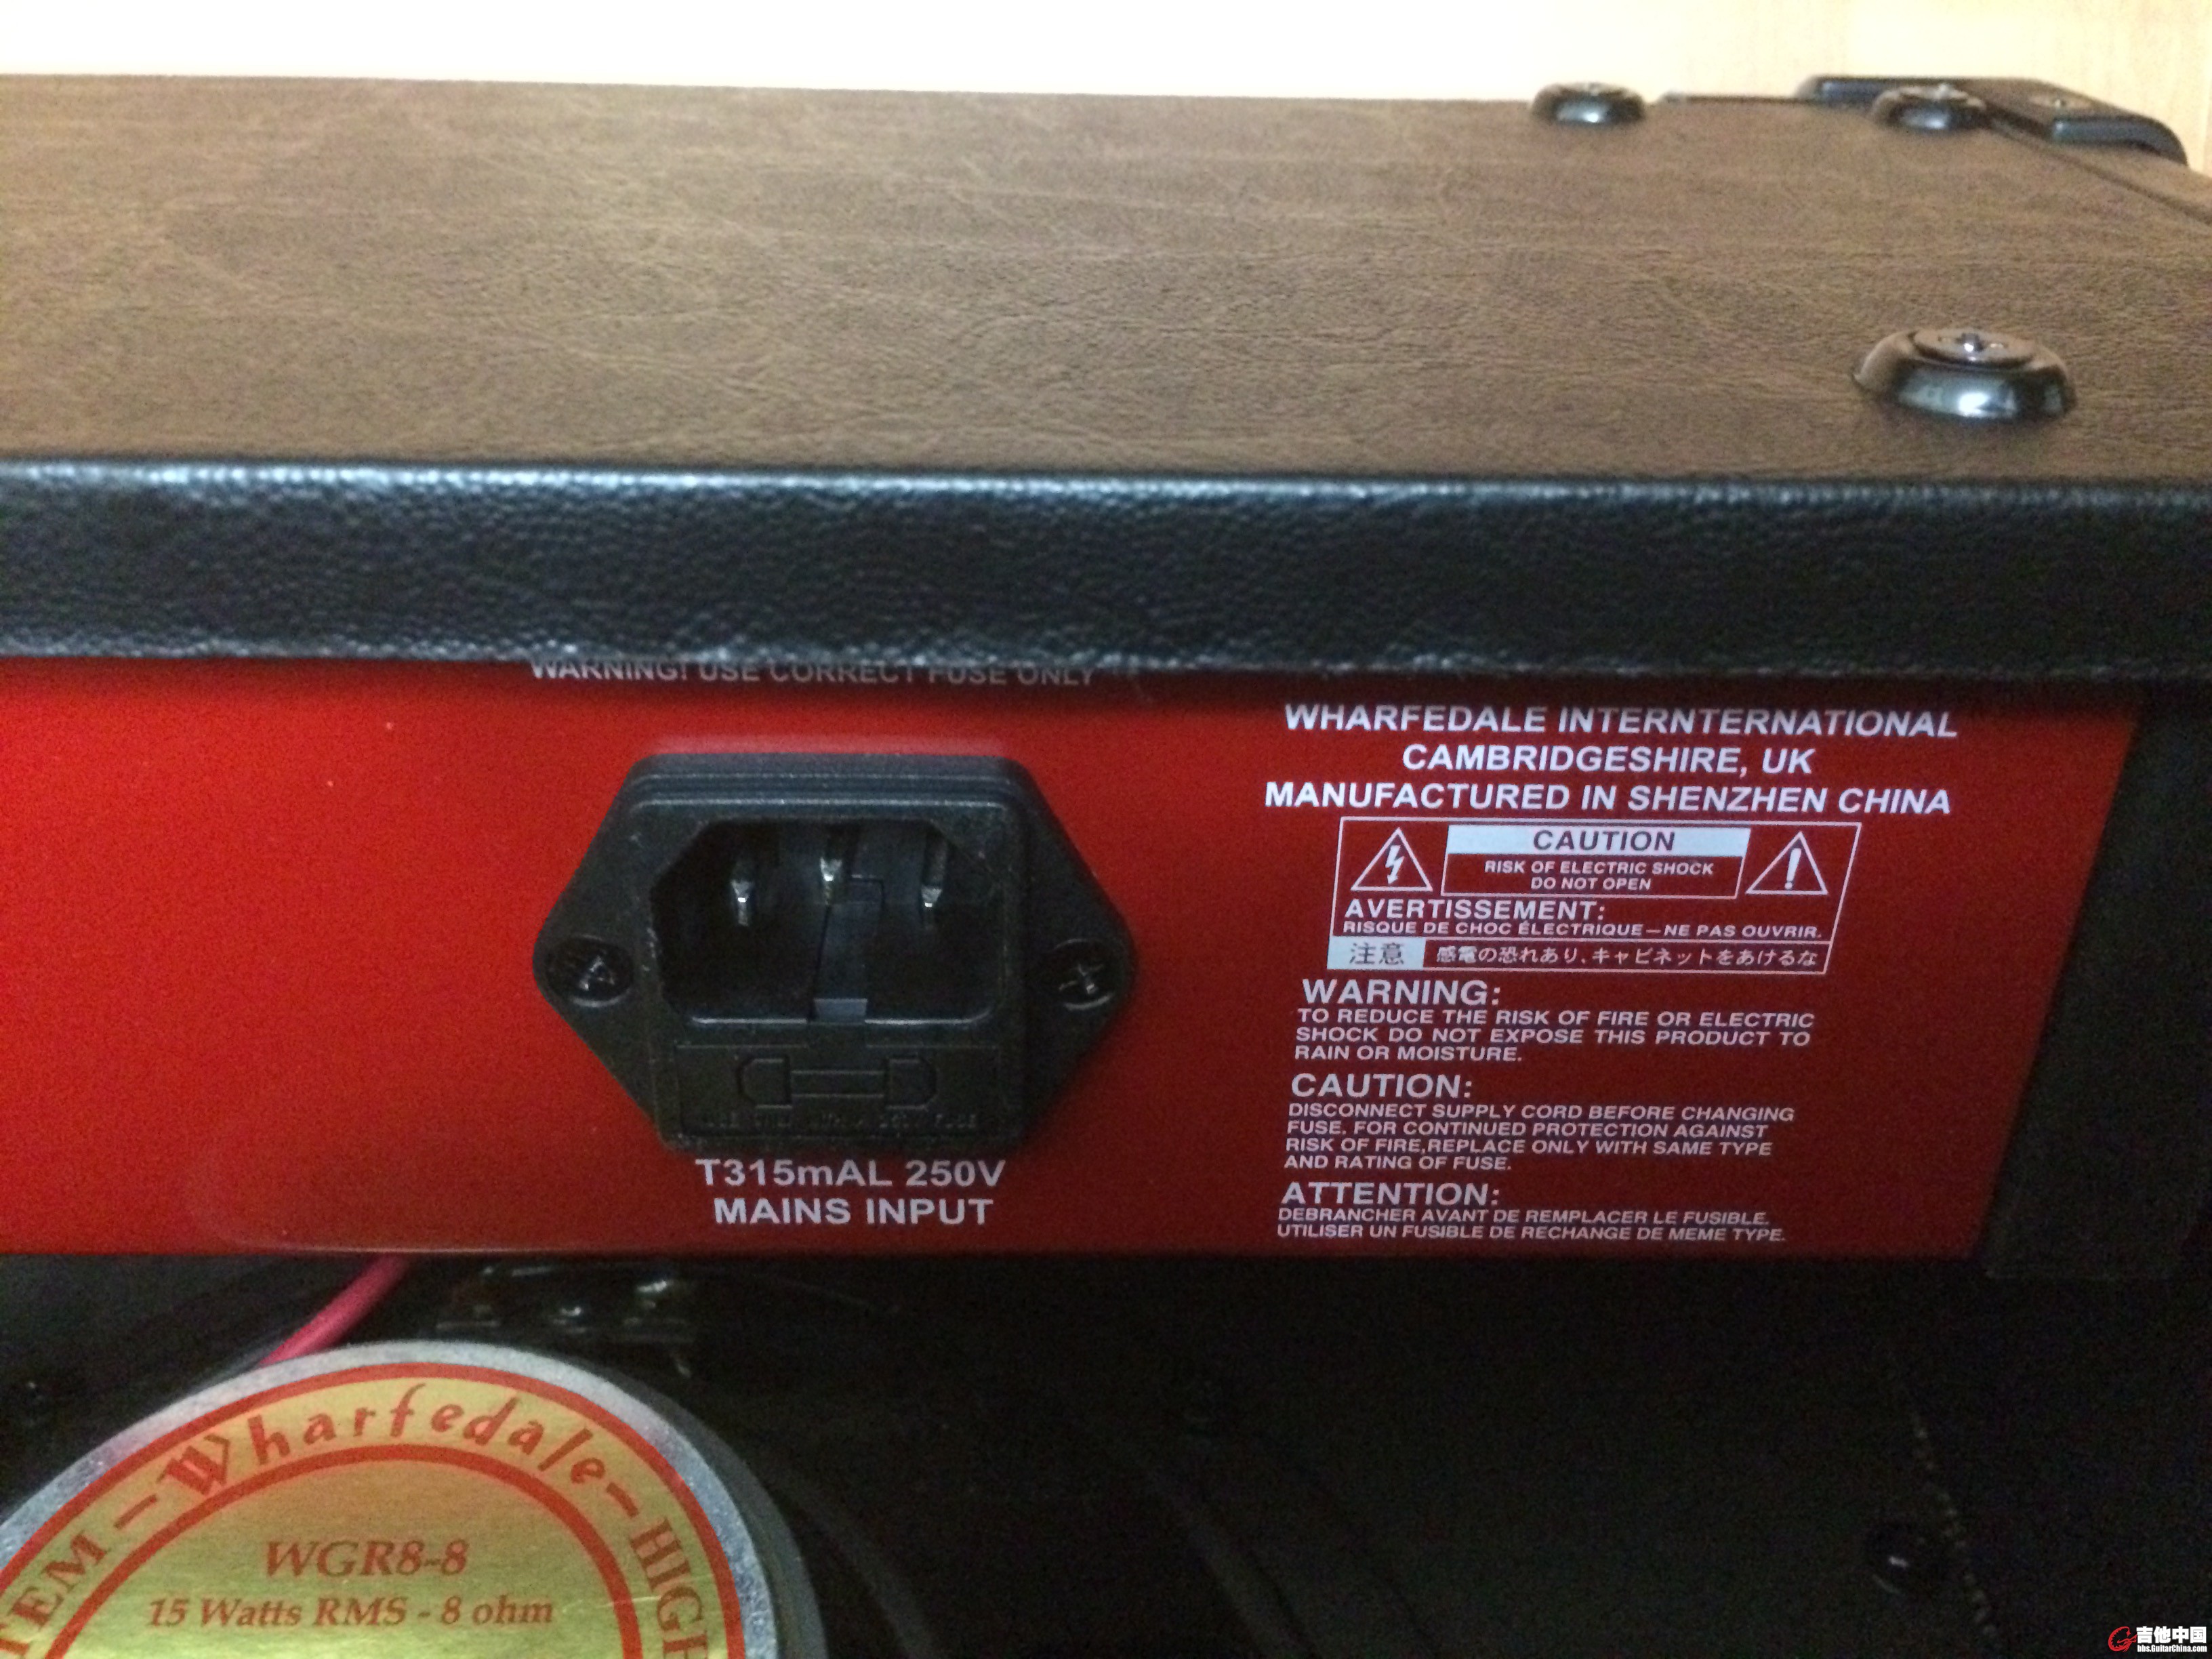 WARNING! USE CORRECT FUSE ONLY
WHARFEDALE INTERNTERNATIONAL
CAMBRIDGESHIRE, UK
MANUFACTURED IN SHENZHEN CHINA
CAUTION
RISK OF ELECTRIC SHOCK
DO NOT OPEN
AVERTISSEMENT:
RISQUE DE CHOC ÉLECTRIQUE—NE PAS OUVRIR.
注意 感電の恐れあり、キャビネットをあけるな
WARNING:
TO REDUCE THE RISK OF FIRE OR ELECTRIC
SHOCK DO NOT EXPOSE THIS PRODUCT TO
RAIN OR MOISTURE.
CAUTION:
DISCONNECT SUPPLY CORD BEFORE CHANGING
FUSE. FOR CONTINUED PROTECTION AGAINST
RISK OF FIRE,REPLACE ONLY WITH SAME TYPE
AND RATING OF FUSE.
ATTENTION:
DEBRANCHER AVANT DE REMPLACER LE FUSIBLE.
UTILISER UN FUSIBLE DE RECHANGE DE MEME TYPE.
T315mAL 250V
MAINS INPUT
TEM — Wharfedale — HIGH
WGR8-8
15 Watts RMS - 8 ohm
吉他中国
bbs.GuitarChina.com